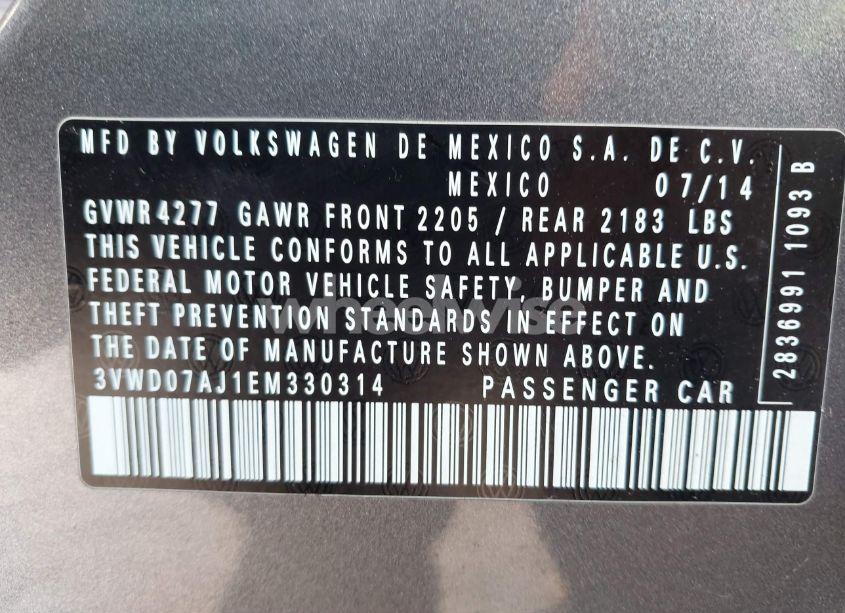 MFD BY VOLKSWAGEN DE MEXICO S.A. DE C.V.
MEXICO 07/14
GVWR4277 GAWR FRONT 2205 / REAR 2183 LBS
THIS VEHICLE CONFORMS TO ALL APPLICABLE U.S.
FEDERAL MOTOR VEHICLE SAFETY, BUMPER AND
THEFT PREVENTION STANDARDS IN EFFECT ON
THE DATE OF MANUFACTURE SHOWN ABOVE.
3VWD07AJ1EM330314 PASSENGER CAR
2836991 1093 B
wheelwise